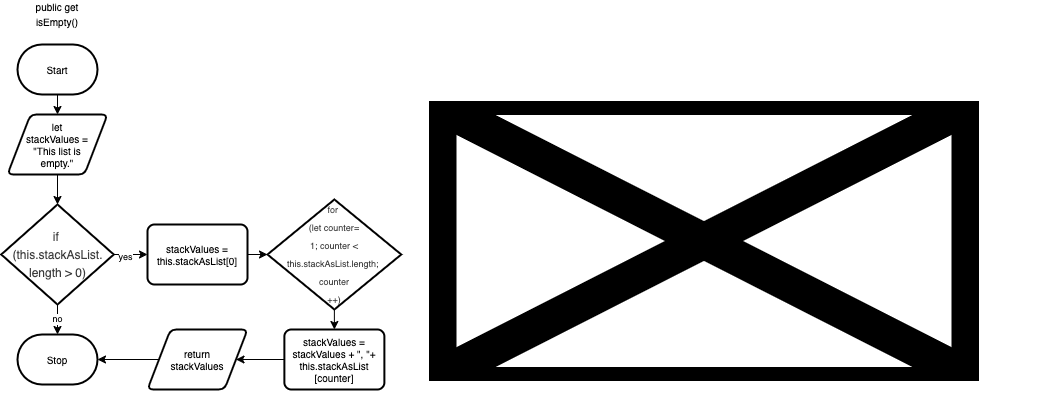 public get
isEmpty()
Start
let
stackValues =
"This list is
empty."
if
(this.stackAsList.
length > 0)
yes
stackValues =
this.stackAsList[0]
for
(let counter=
1; counter <
this.stackAsList.length;
counter
++)
no
Stop
return
stackValues
stackValues =
stackValues + ", "+
this.stackAsList
[counter]